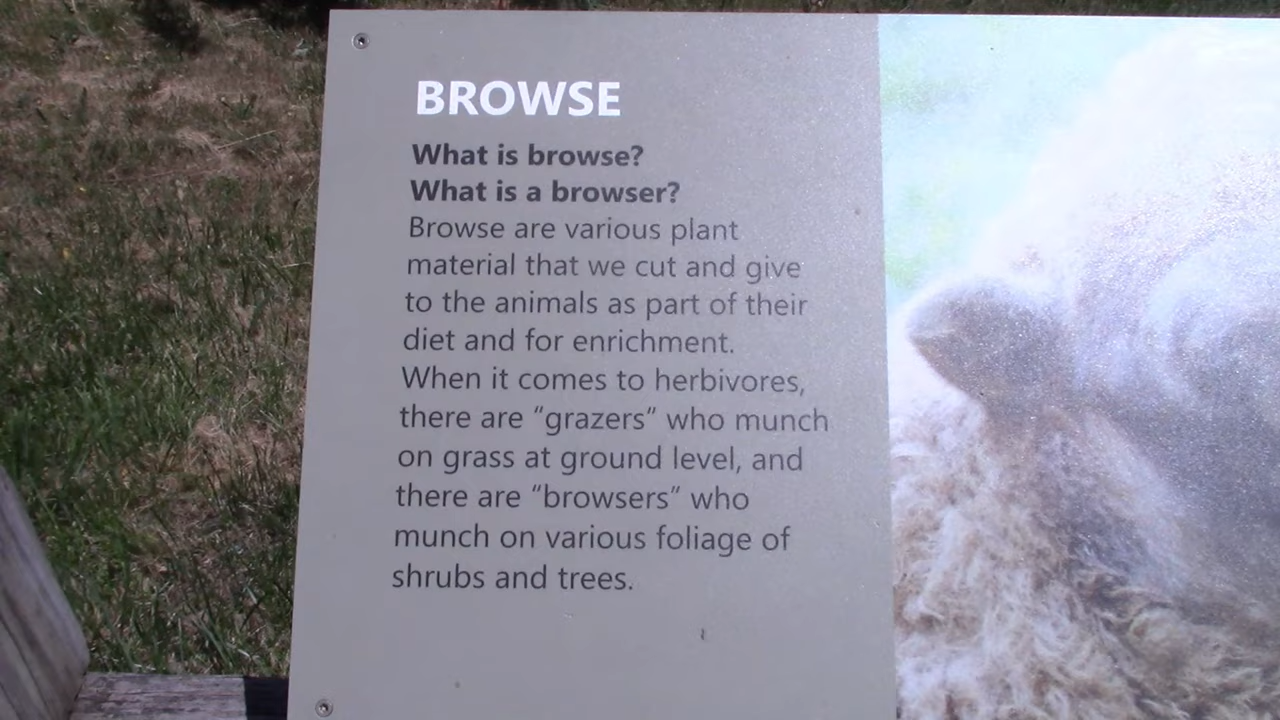 BROWSE
What is browse?
What is a browser?
Browse are various plant
material that we cut and give
to the animals as part of their
diet and for enrichment.
When it comes to herbivores,
there are “grazers” who munch
on grass at ground level, and
there are “browsers” who
munch on various foliage of
shrubs and trees.